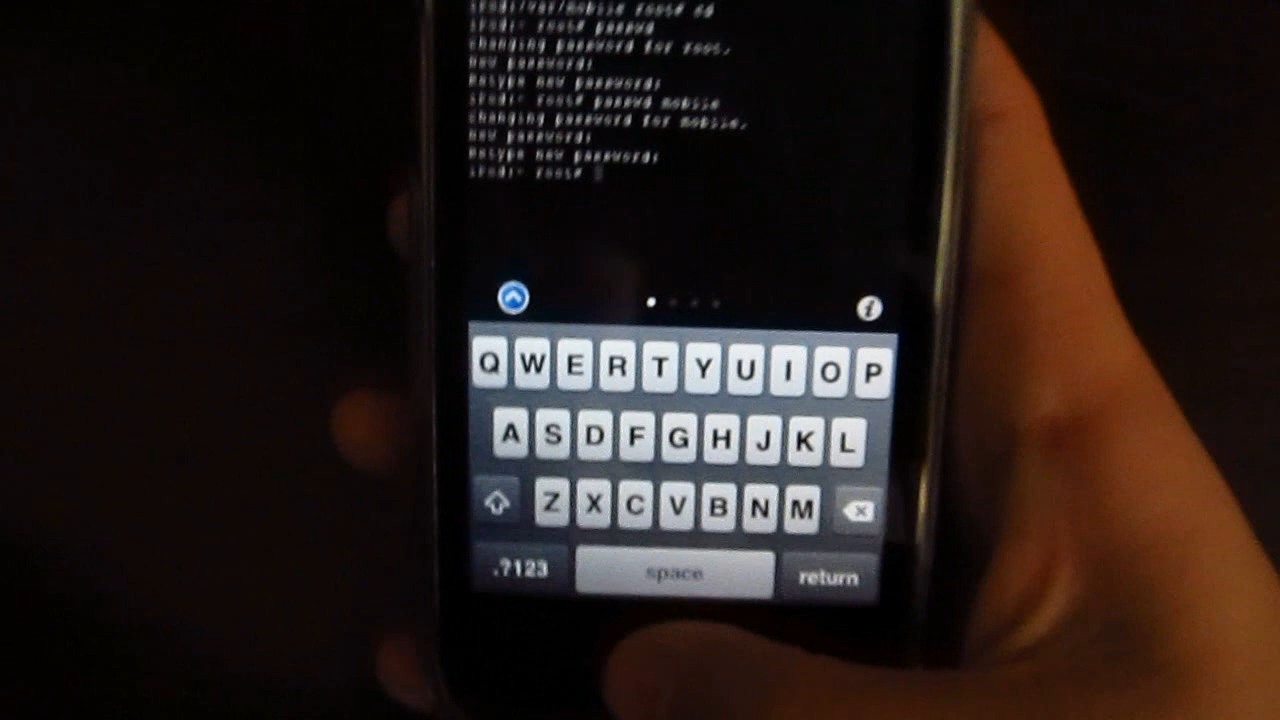 ipod:/var/mobile root# cd
ipod:~ root# passwd
Changing password for root.
New password:
Retype new password:
ipod:~ root# passwd mobile
Changing password for mobile.
New password:
Retype new password:
ipod:~ root#
Q W E R T Y U I O P
A S D F G H J K L
Z X C V B N M
.?123 space return